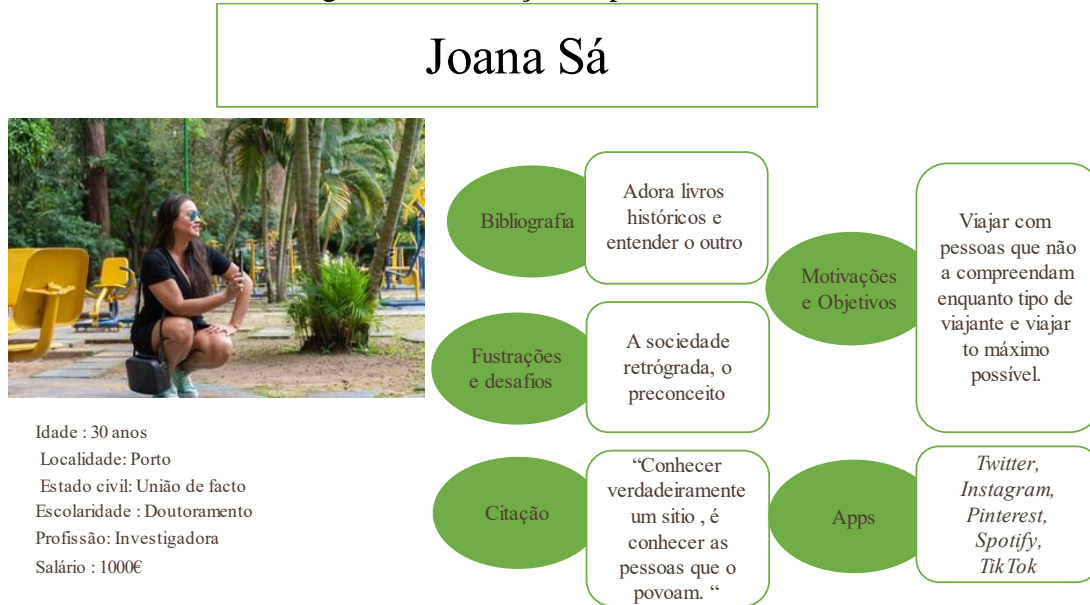 Joana Sá
Idade : 30 anos
Localidade: Porto
Estado civil: União de facto
Escolaridade : Doutoramento
Profissão: Investigadora
Salário : 1000€
Bibliografia
Adora livros
históricos e
entender o outro
Fustrações
e desafios
A sociedade
retrógrada, o
preconceito
Citação
“Conhecer
verdadeiramente
um sitio , é
conhecer as
pessoas que o
povoam. “
Motivações
e Objetivos
Viajar com
pessoas que não
a compreendam
enquanto tipo de
viajante e viajar
to máximo
possível.
Apps
Twitter,
Instagram,
Pinterest,
Spotify,
TikTok